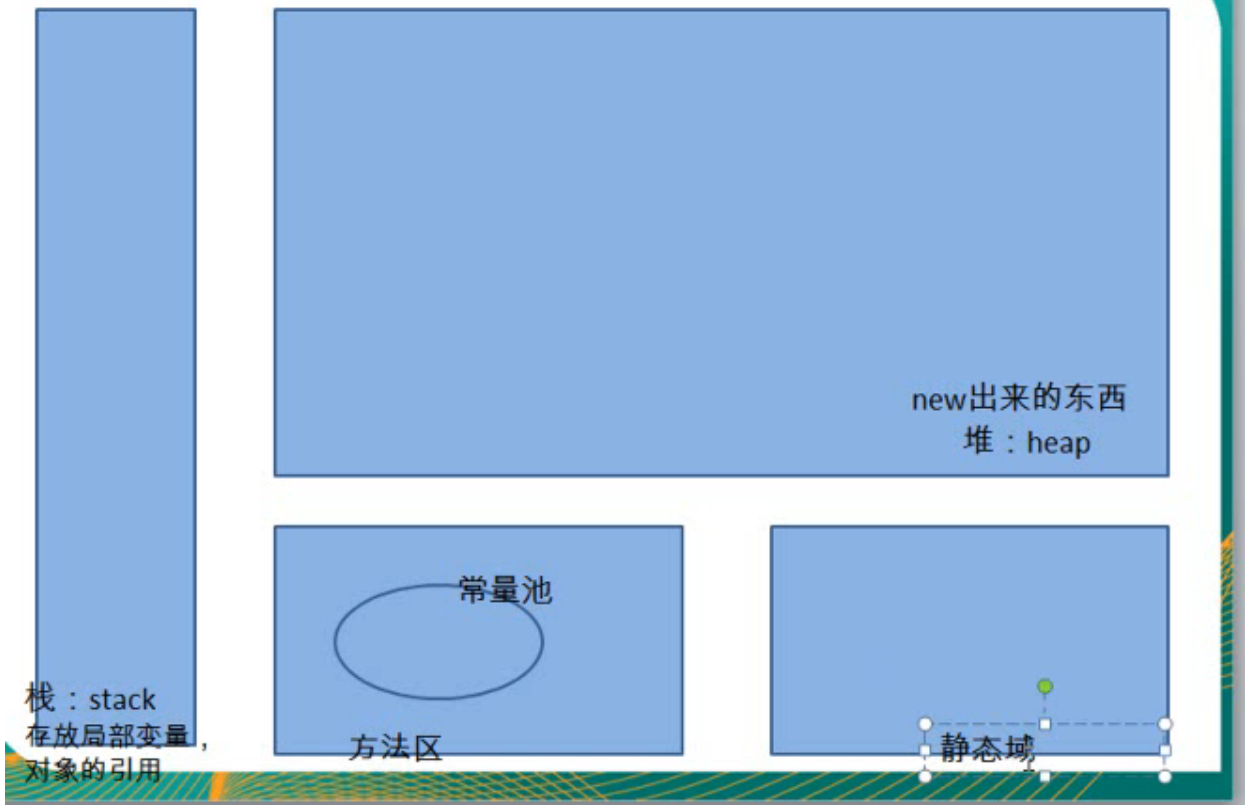 new出来的东西
堆：heap
常量池
栈：stack
存放局部变量，
对象的引用
方法区
静态域